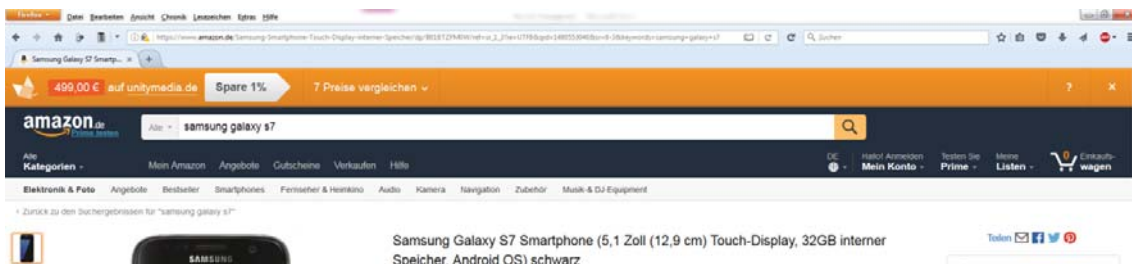 Firefox
Datei Bearbeiten Ansicht Chronik Lesezeichen Extras Hilfe
Suchen
Samsung Galaxy S7 Smartp...
499,00 € auf unitymedia.de Spare 1% 7 Preise vergleichen ? ×
amazon.de
Prime testen
Alle samsung galaxy s7
Alle
Kategorien
Mein Amazon Angebote Gutscheine Verkaufen Hilfe
DE
Hallo! Anmelden
Mein Konto
Testen Sie
Prime
Meine
Listen
0 Einkaufs-
wagen
Elektronik & Foto Angebote Bestseller Smartphones Fernseher & Heimkino Audio Kamera Navigation Zubehör Musik- & DJ-Equipment
‹ Zurück zu den Suchergebnissen für "samsung galaxy s7"
SAMSUNG
Samsung Galaxy S7 Smartphone (5,1 Zoll (12,9 cm) Touch-Display, 32GB interner
Speicher, Android OS) schwarz
Teilen